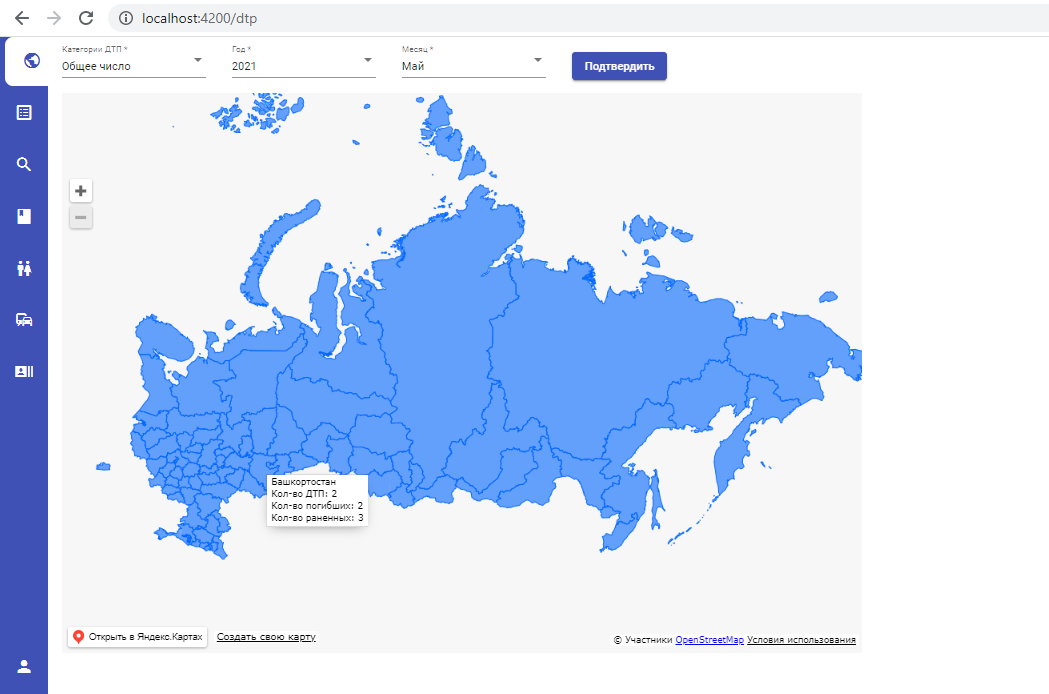 localhost:4200/dtp
Категории ДТП *
Общее число
Год *
2021
Месяц *
Май
Подтвердить
Башкортостан
Кол-во ДТП: 2
Кол-во погибших: 2
Кол-во раненных: 3
Открыть в Яндекс.Картах
Создать свою карту
© Участники OpenStreetMap Условия использования